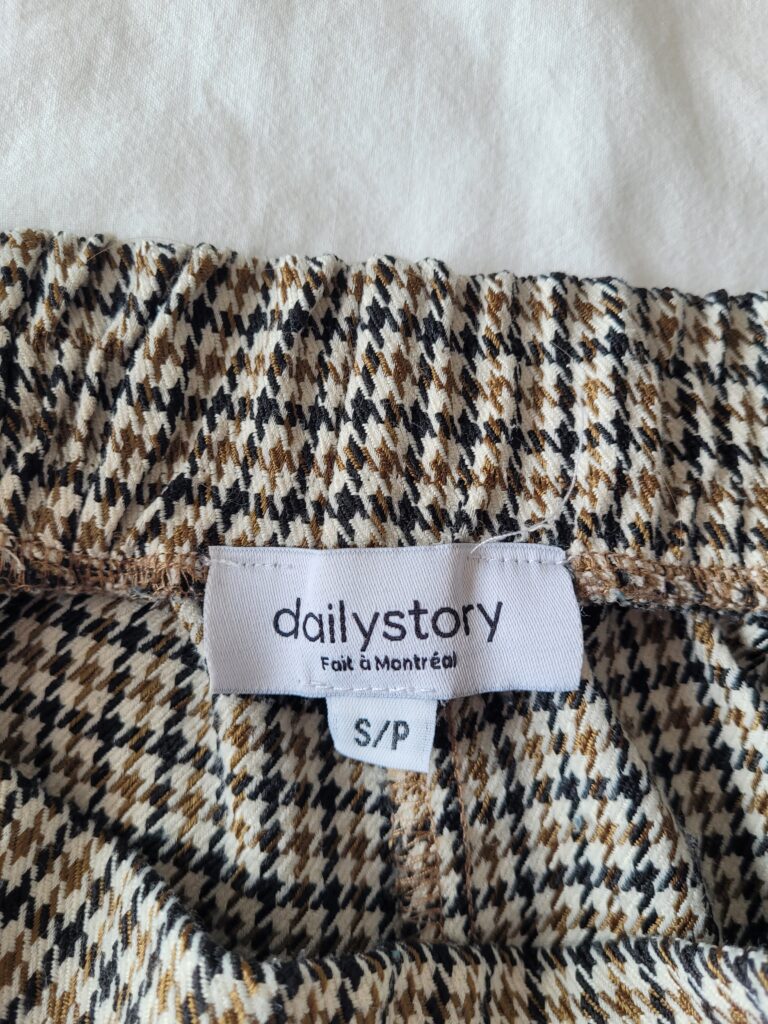 dailystory
Fait à Montréal
S/P